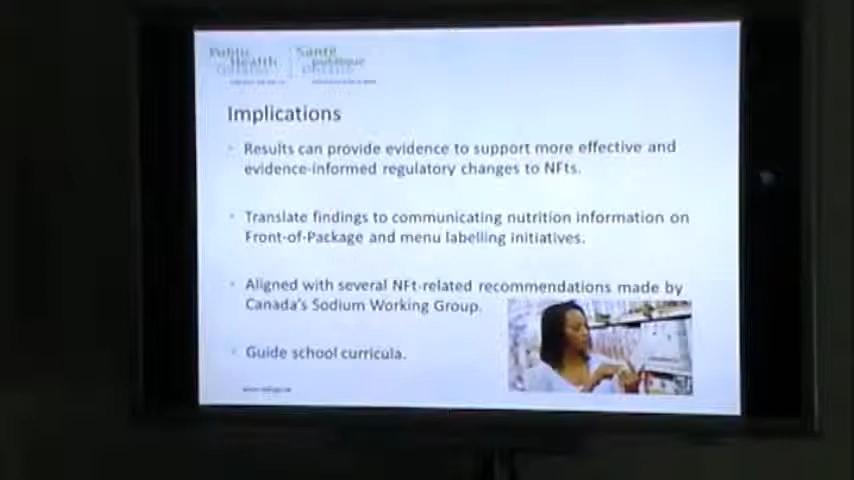 Public
Health
Ontario
Santé
publique
Ontario
Implications
Results can provide evidence to support more effective and
evidence-informed regulatory changes to NFts.
Translate findings to communicating nutrition information on
Front-of-Package and menu labelling initiatives.
Aligned with several NFt-related recommendations made by
Canada's Sodium Working Group.
Guide school curricula.